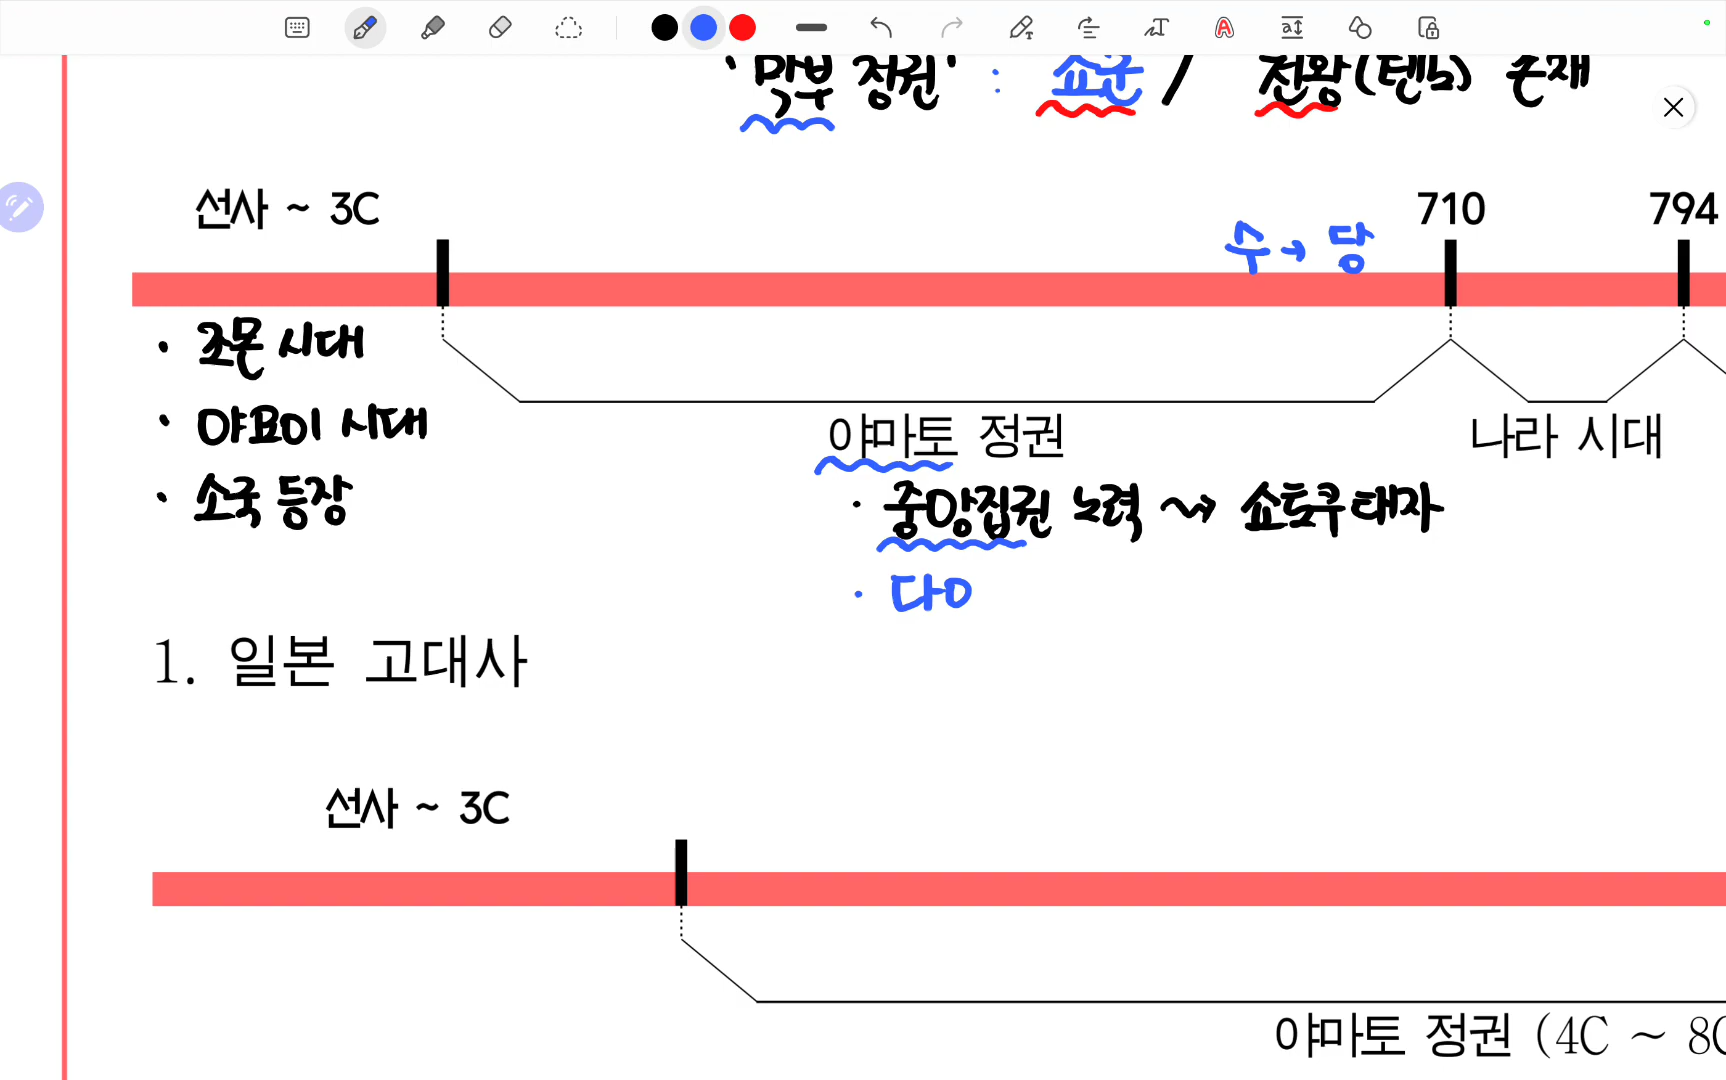 '막부 정권' : 쇼군 / 천황(텐노) 존재
선사 ~ 3C
710
794
수 → 당
· 조몬 시대
· 야요이 시대
· 소국 등장
야마토 정권
나라 시대
· 중앙집권 노력 ⇝ 쇼토쿠 태자
· 다이
1. 일본 고대사
선사 ~ 3C
야마토 정권 (4C ~ 8C